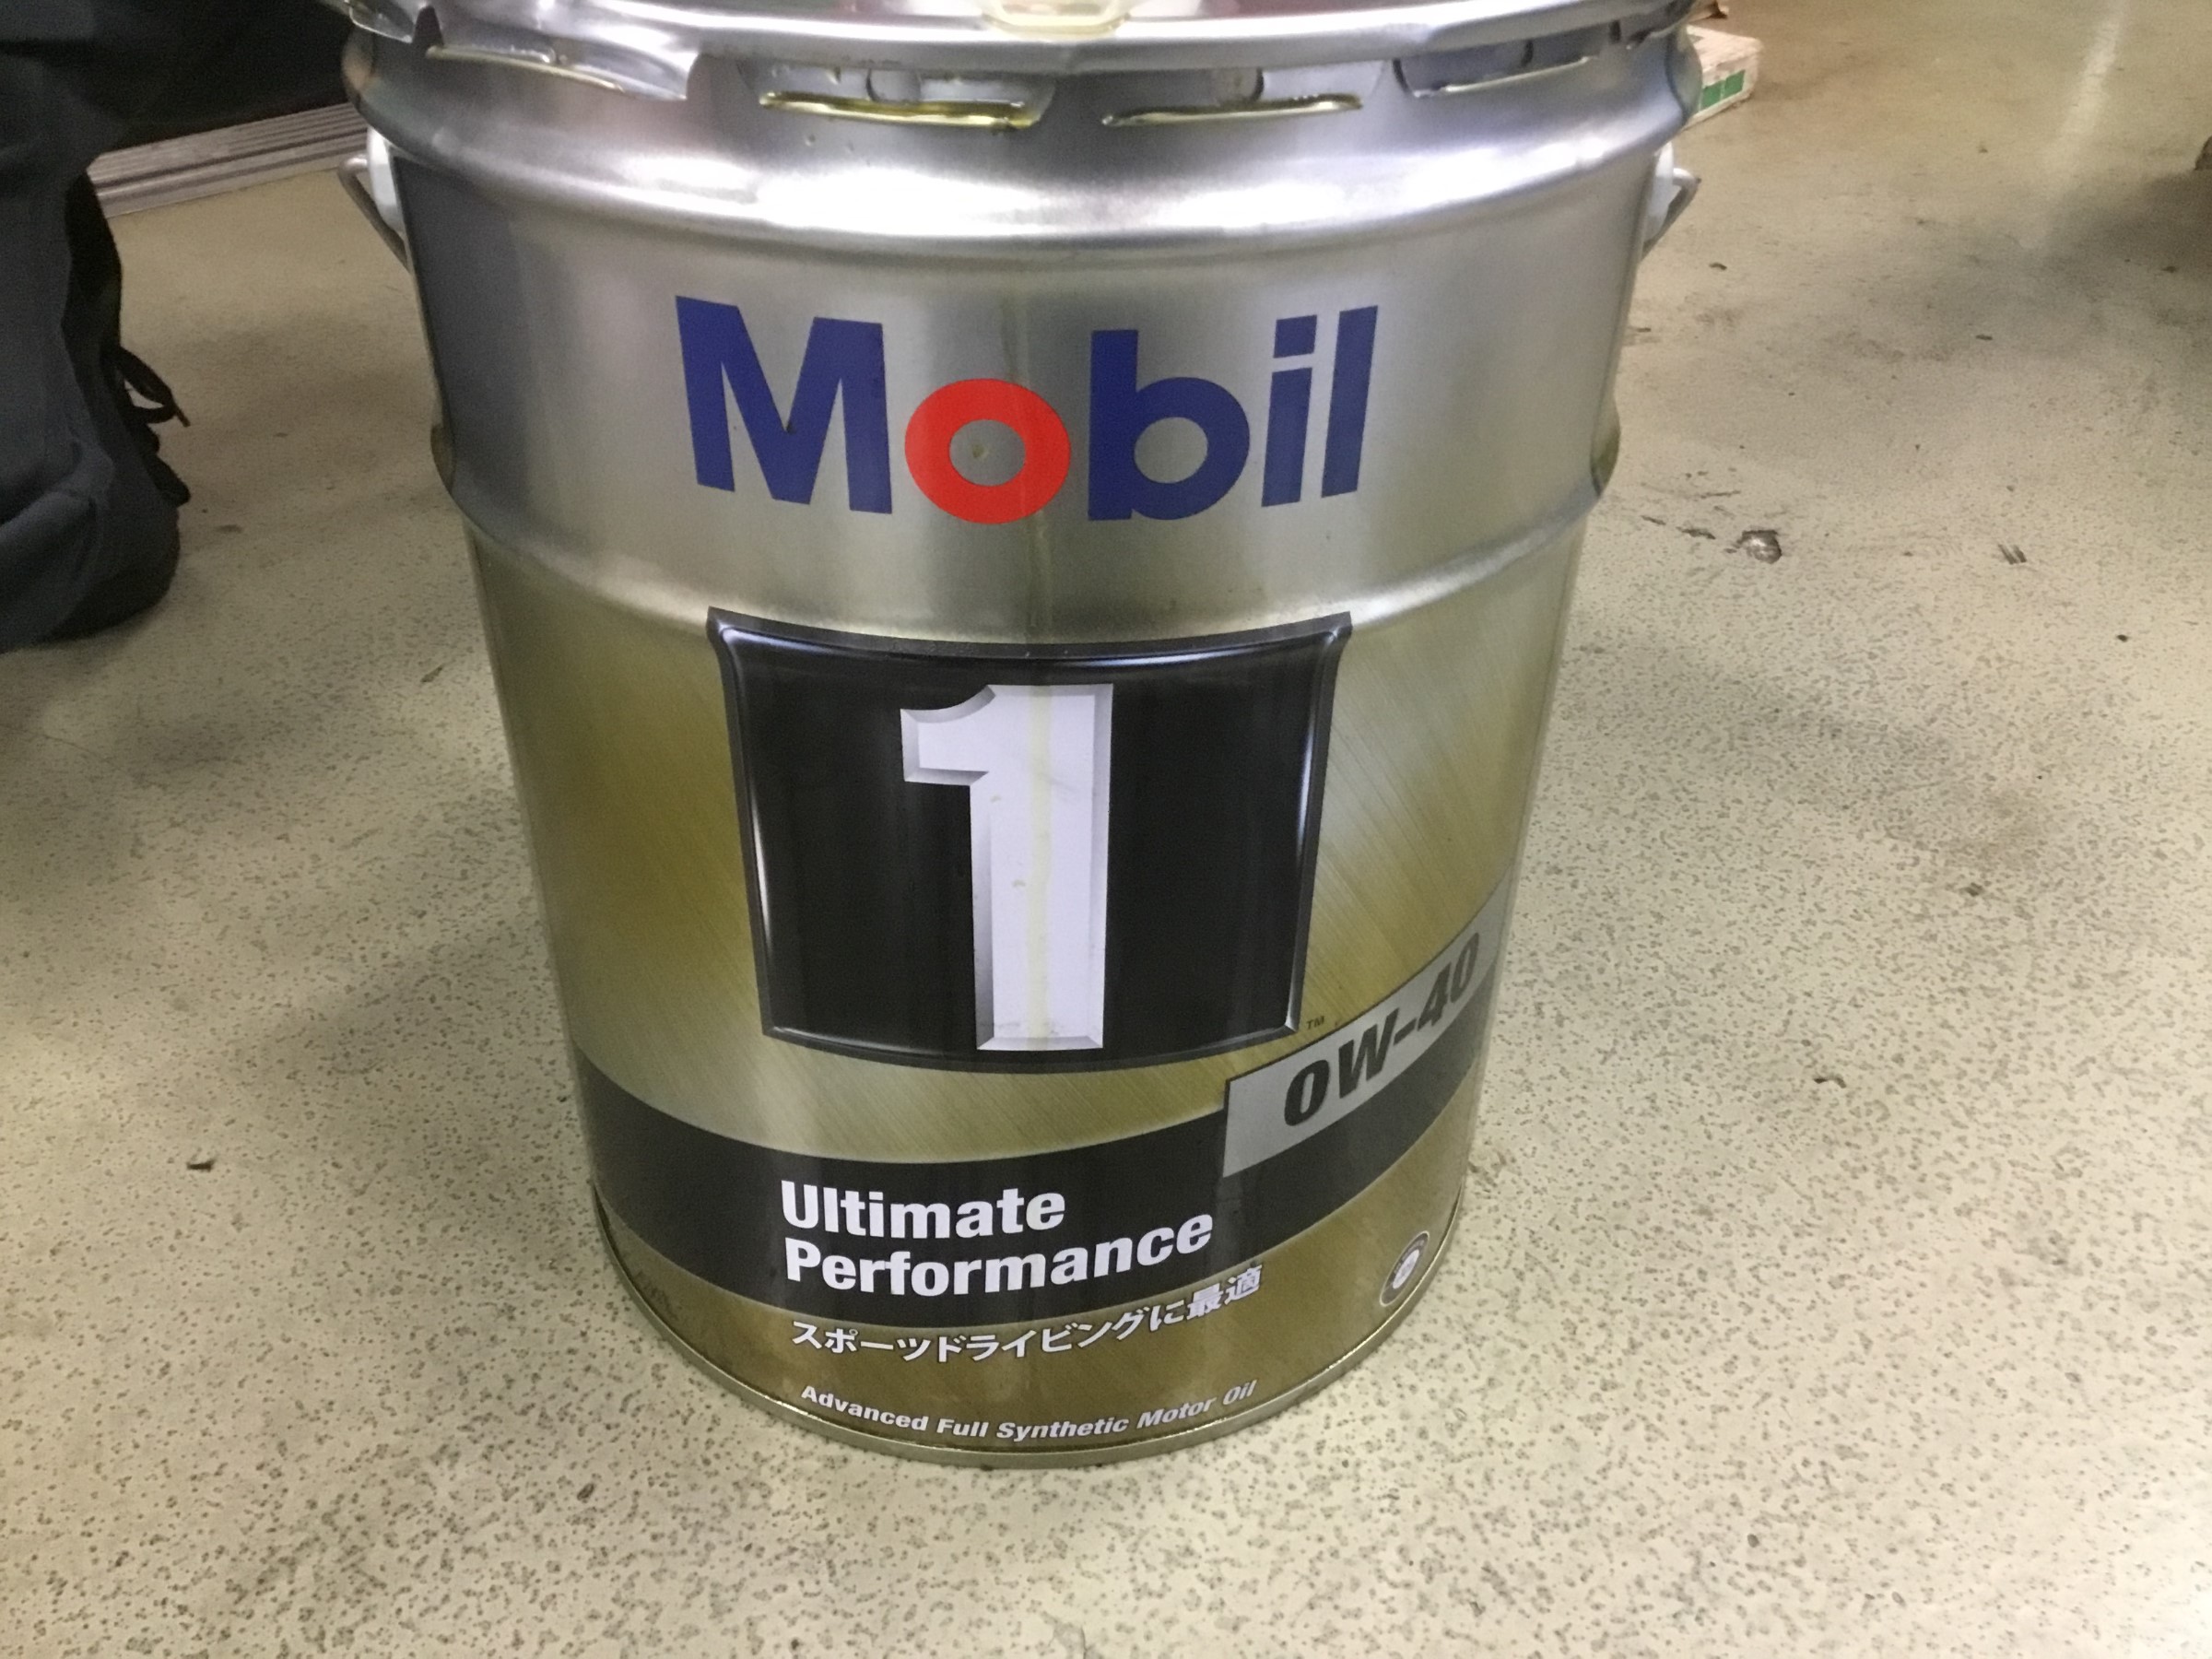 Mobil
1
TM
0W-40
Ultimate
Performance
スポーツドライビングに最適
Advanced Full Synthetic Motor Oil